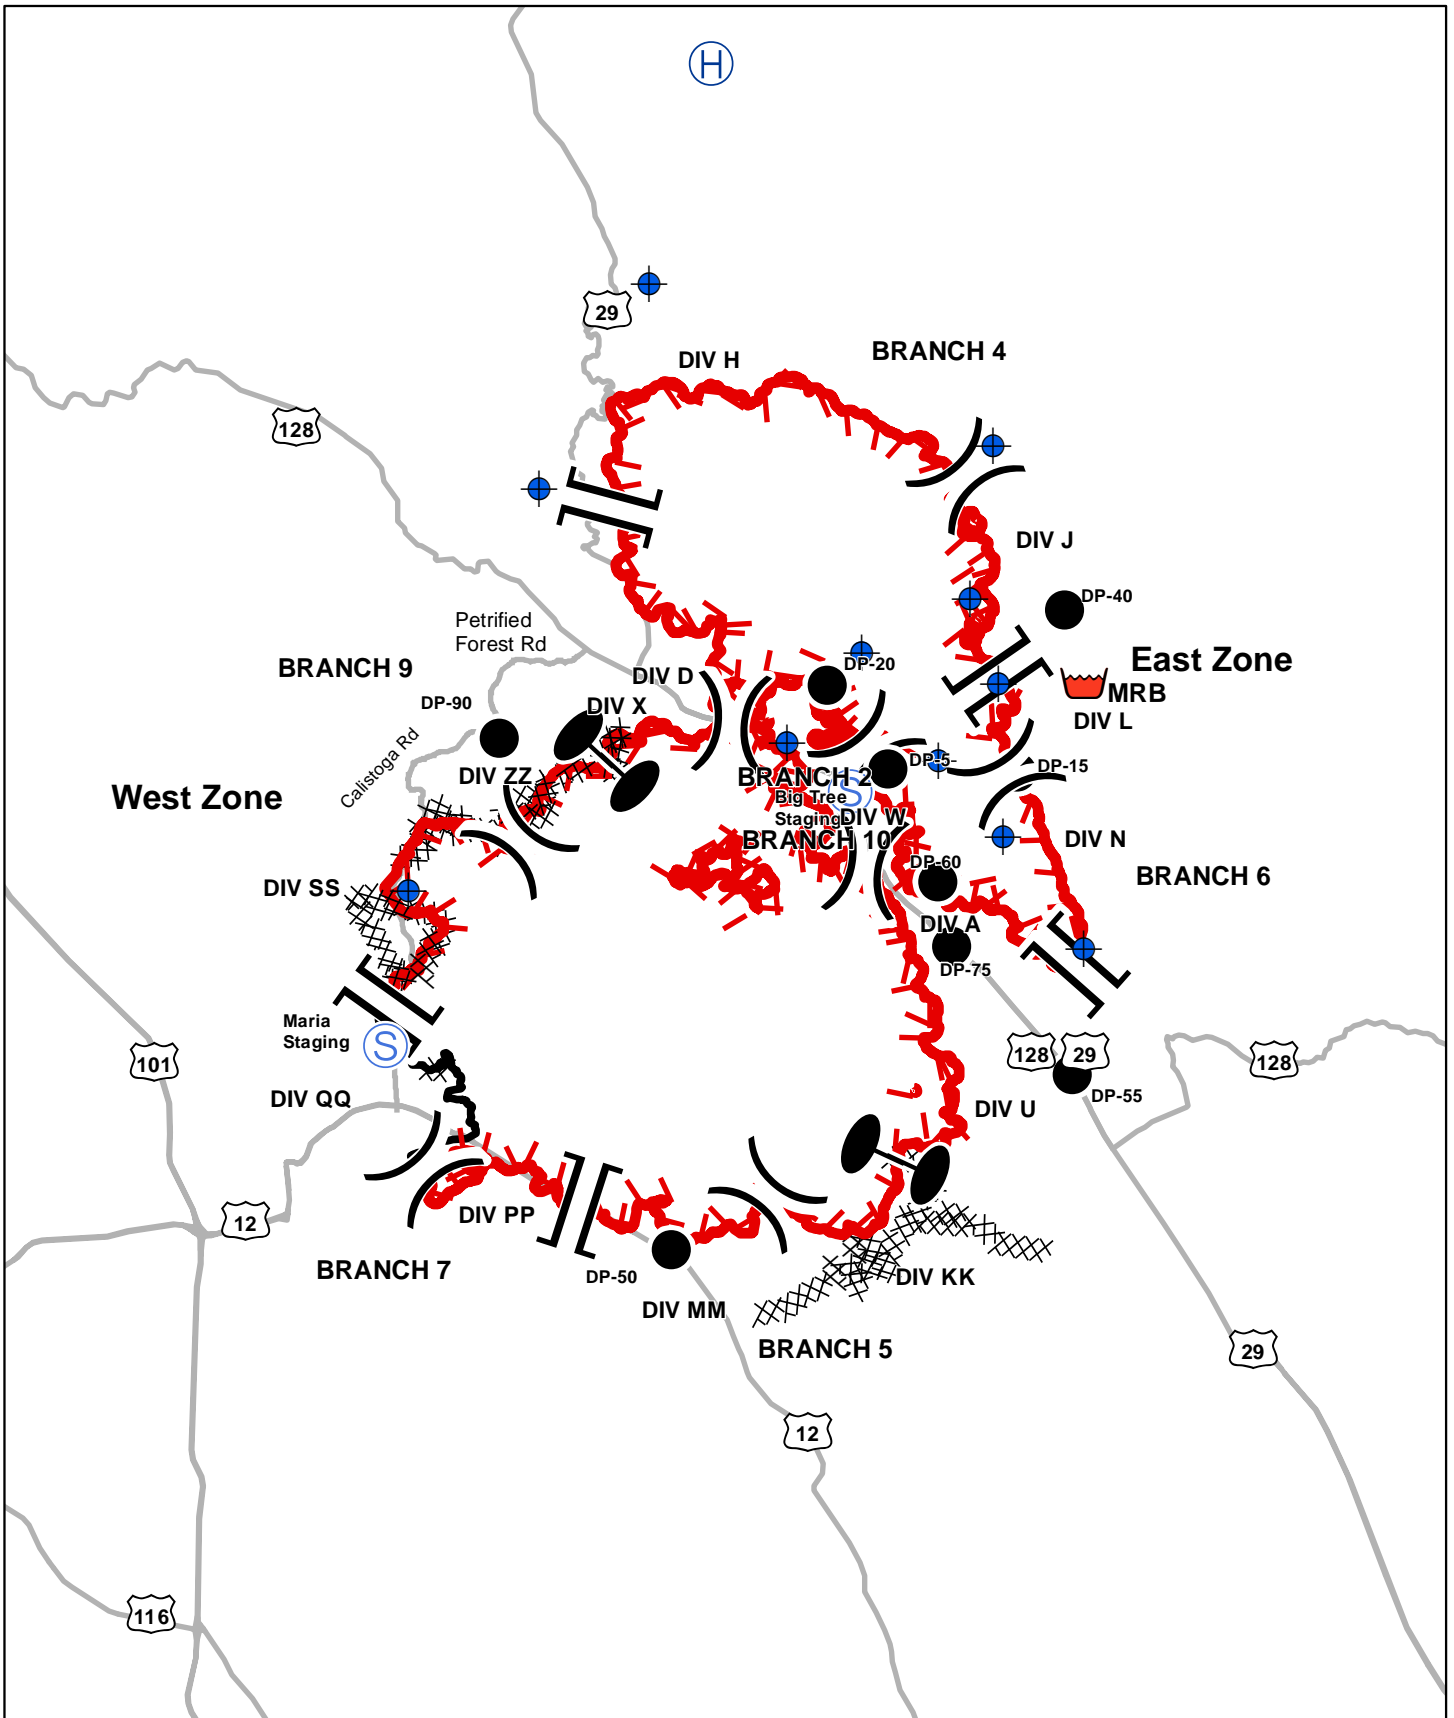 H
29
DIV H
BRANCH 4
128
DIV J
DP-40
Petrified
Forest Rd
BRANCH 9
DIV D
DP-20
East Zone
MRB
DP-90
DIV X
DIV L
Calistoga Rd
DIV ZZ
BRANCH 2
DP-5-
DP-15
West Zone
Big Tree
Staging
S
DIV W
BRANCH 10
DIV N
DP-60
BRANCH 6
DIV SS
DIV A
DP-75
Maria
Staging
S
101
128
29
128
DIV QQ
DP-55
DIV U
12
DIV PP
BRANCH 7
DP-50
DIV KK
DIV MM
BRANCH 5
29
12
116